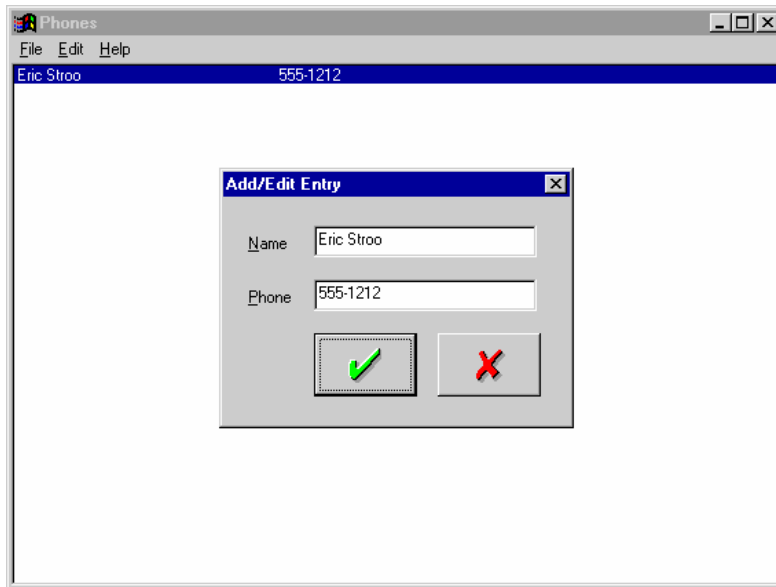 Phones
File Edit Help
Eric Stroo 555-1212
Add/Edit Entry
Name Eric Stroo
Phone 555-1212